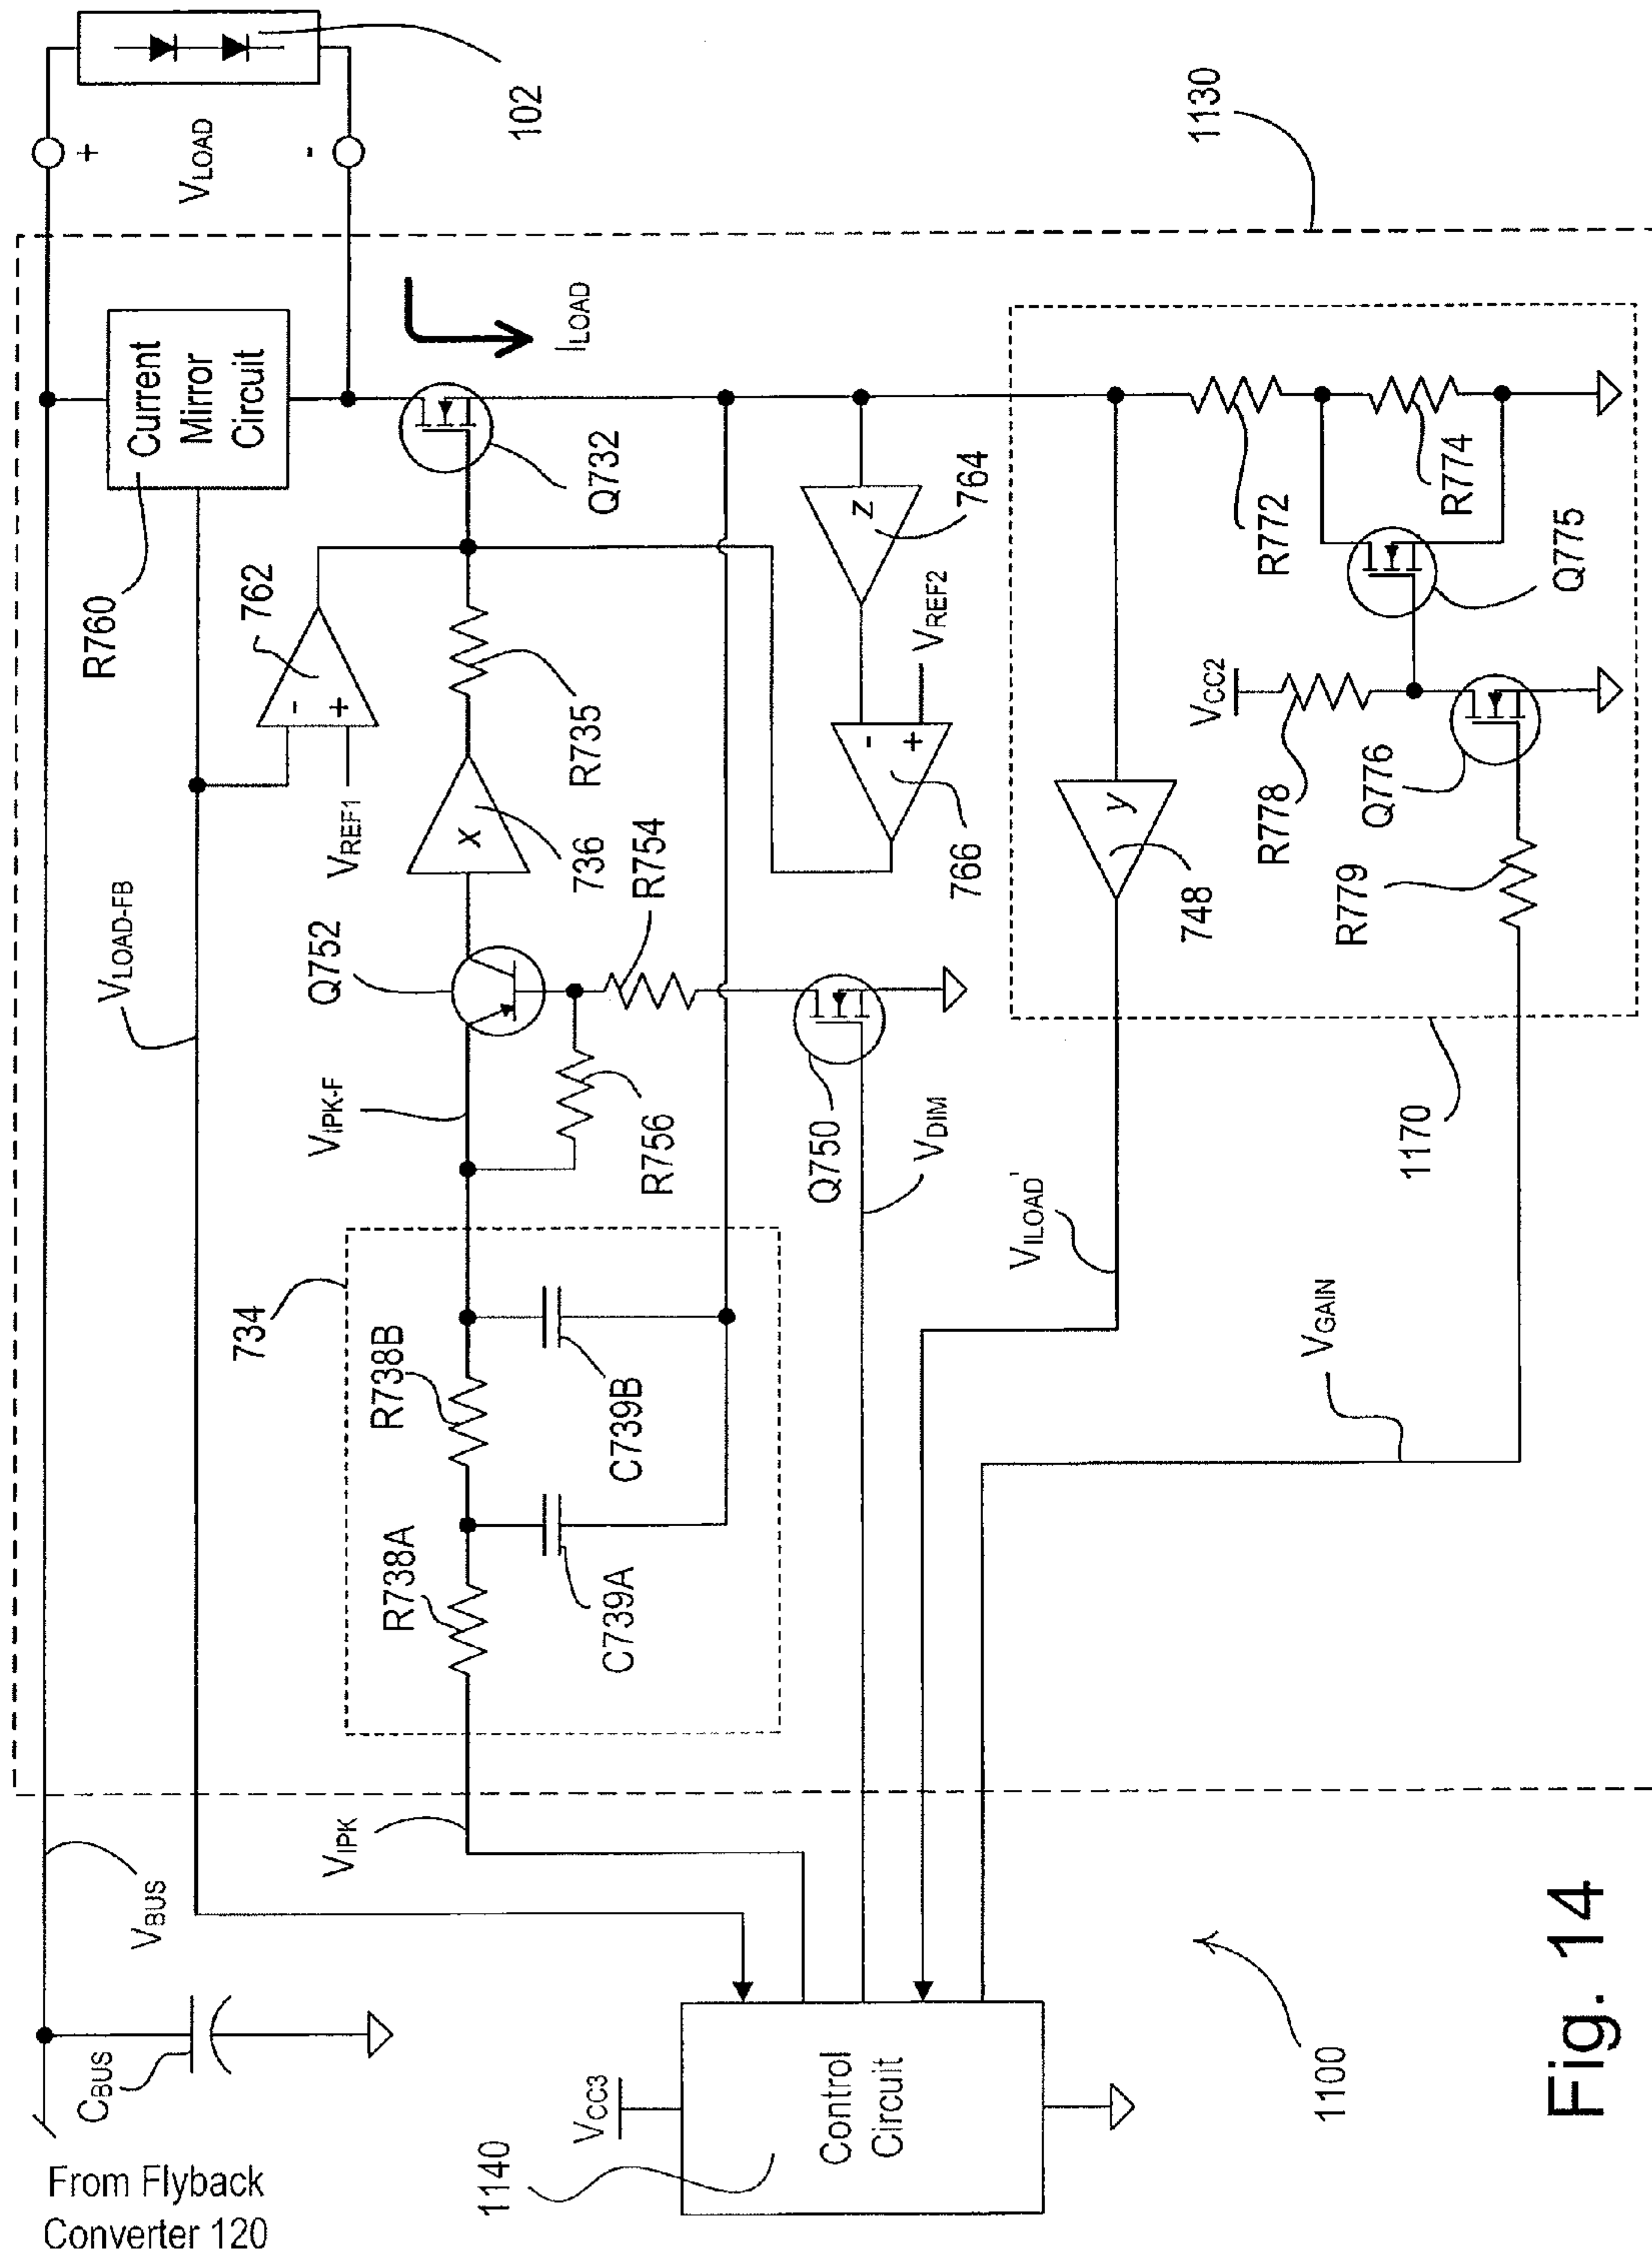 From Flyback
Converter 120
CBUS
VBUS
VLOAD-FB
R760
Current
Mirror
Circuit
+
VLOAD
-
102
762
-
+
VREF1
ILOAD
1130
VIPK
734
R738A
R738B
C739A
C739B
VIPK-F
R756
Q752
R754
x
736
R735
Q732
Q750
VDIM
z
764
-
+
VREF2
766
VCC3
1140
Control
Circuit
VILOAD'
y
748
VGAIN
1170
R779
R778
VCC2
Q776
Q775
R772
R774
1100
Fig. 14